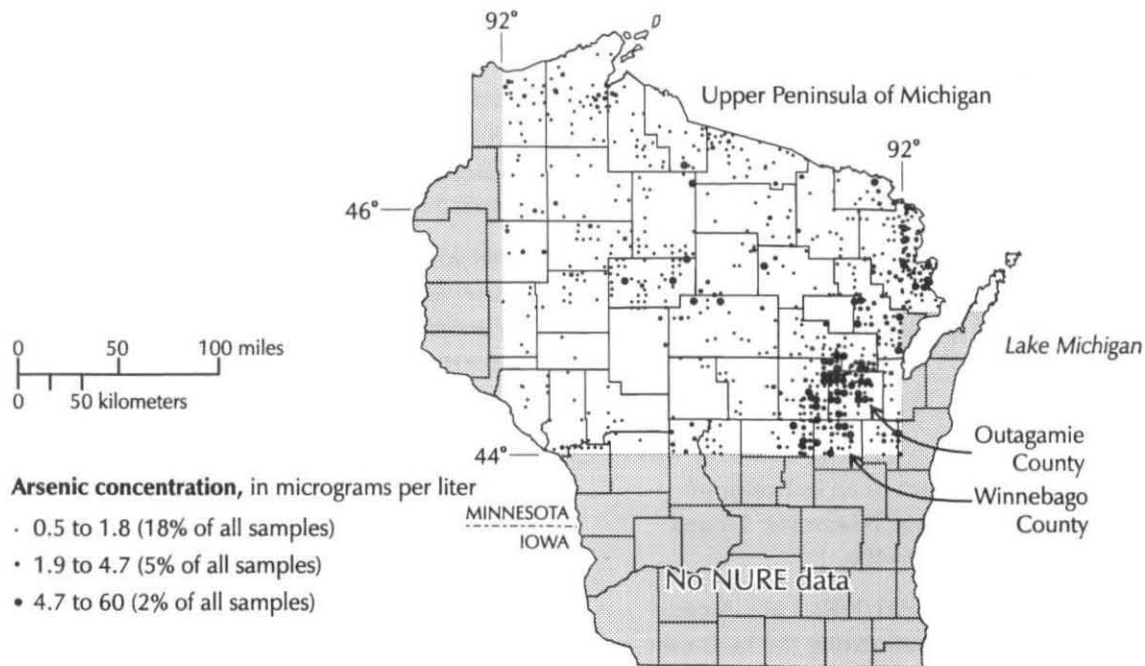 92°
Upper Peninsula of Michigan
92°
46°
Lake Michigan
0 50 100 miles
0 50 kilometers
Outagamie
County
44°
Winnebago
County
Arsenic concentration, in micrograms per liter
· 0.5 to 1.8 (18% of all samples)
• 1.9 to 4.7 (5% of all samples)
• 4.7 to 60 (2% of all samples)
MINNESOTA
IOWA
No NURE data